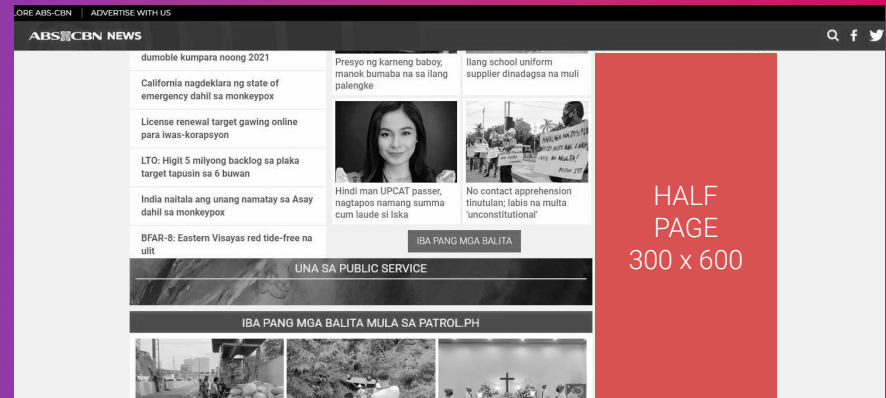 LORE ABS-CBN | ADVERTISE WITH US
ABS CBN NEWS
dumoble kumpara noong 2021
California nagdeklara ng state of
emergency dahil sa monkeypox
License renewal target gawing online
para iwas-korapsyon
LTO: Higit 5 milyong backlog sa plaka
target tapusin sa 6 buwan
India naitala ang unang namatay sa Asay
dahil sa monkeypox
BFAR-8: Eastern Visayas red tide-free na
ulit
Presyo ng karneng baboy,
manok bumaba na sa ilang
palengke
Ilang school uniform
supplier dinadagsa na muli
Hindi man UPCAT passer,
nagtapos namang summa
cum laude si Iska
No contact apprehension
tinutulan; labis na multa
'unconstitutional'
IBA PANG MGA BALITA
UNA SA PUBLIC SERVICE
IBA PANG MGA BALITA MULA SA PATROL.PH
HALF
PAGE
300 x 600